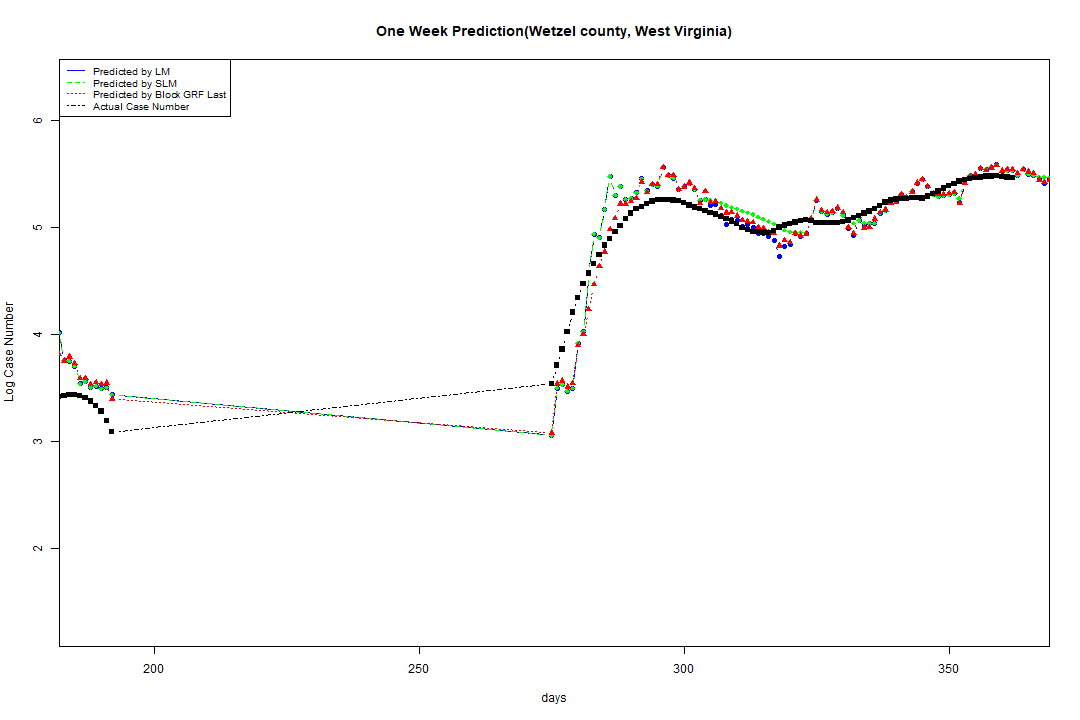 One Week Prediction(Wetzel county, West Virginia)
Predicted by LM
Predicted by SLM
Predicted by Block GRF Last
Actual Case Number
6
5
4
3
2
Log Case Number
200 250 300 350
days